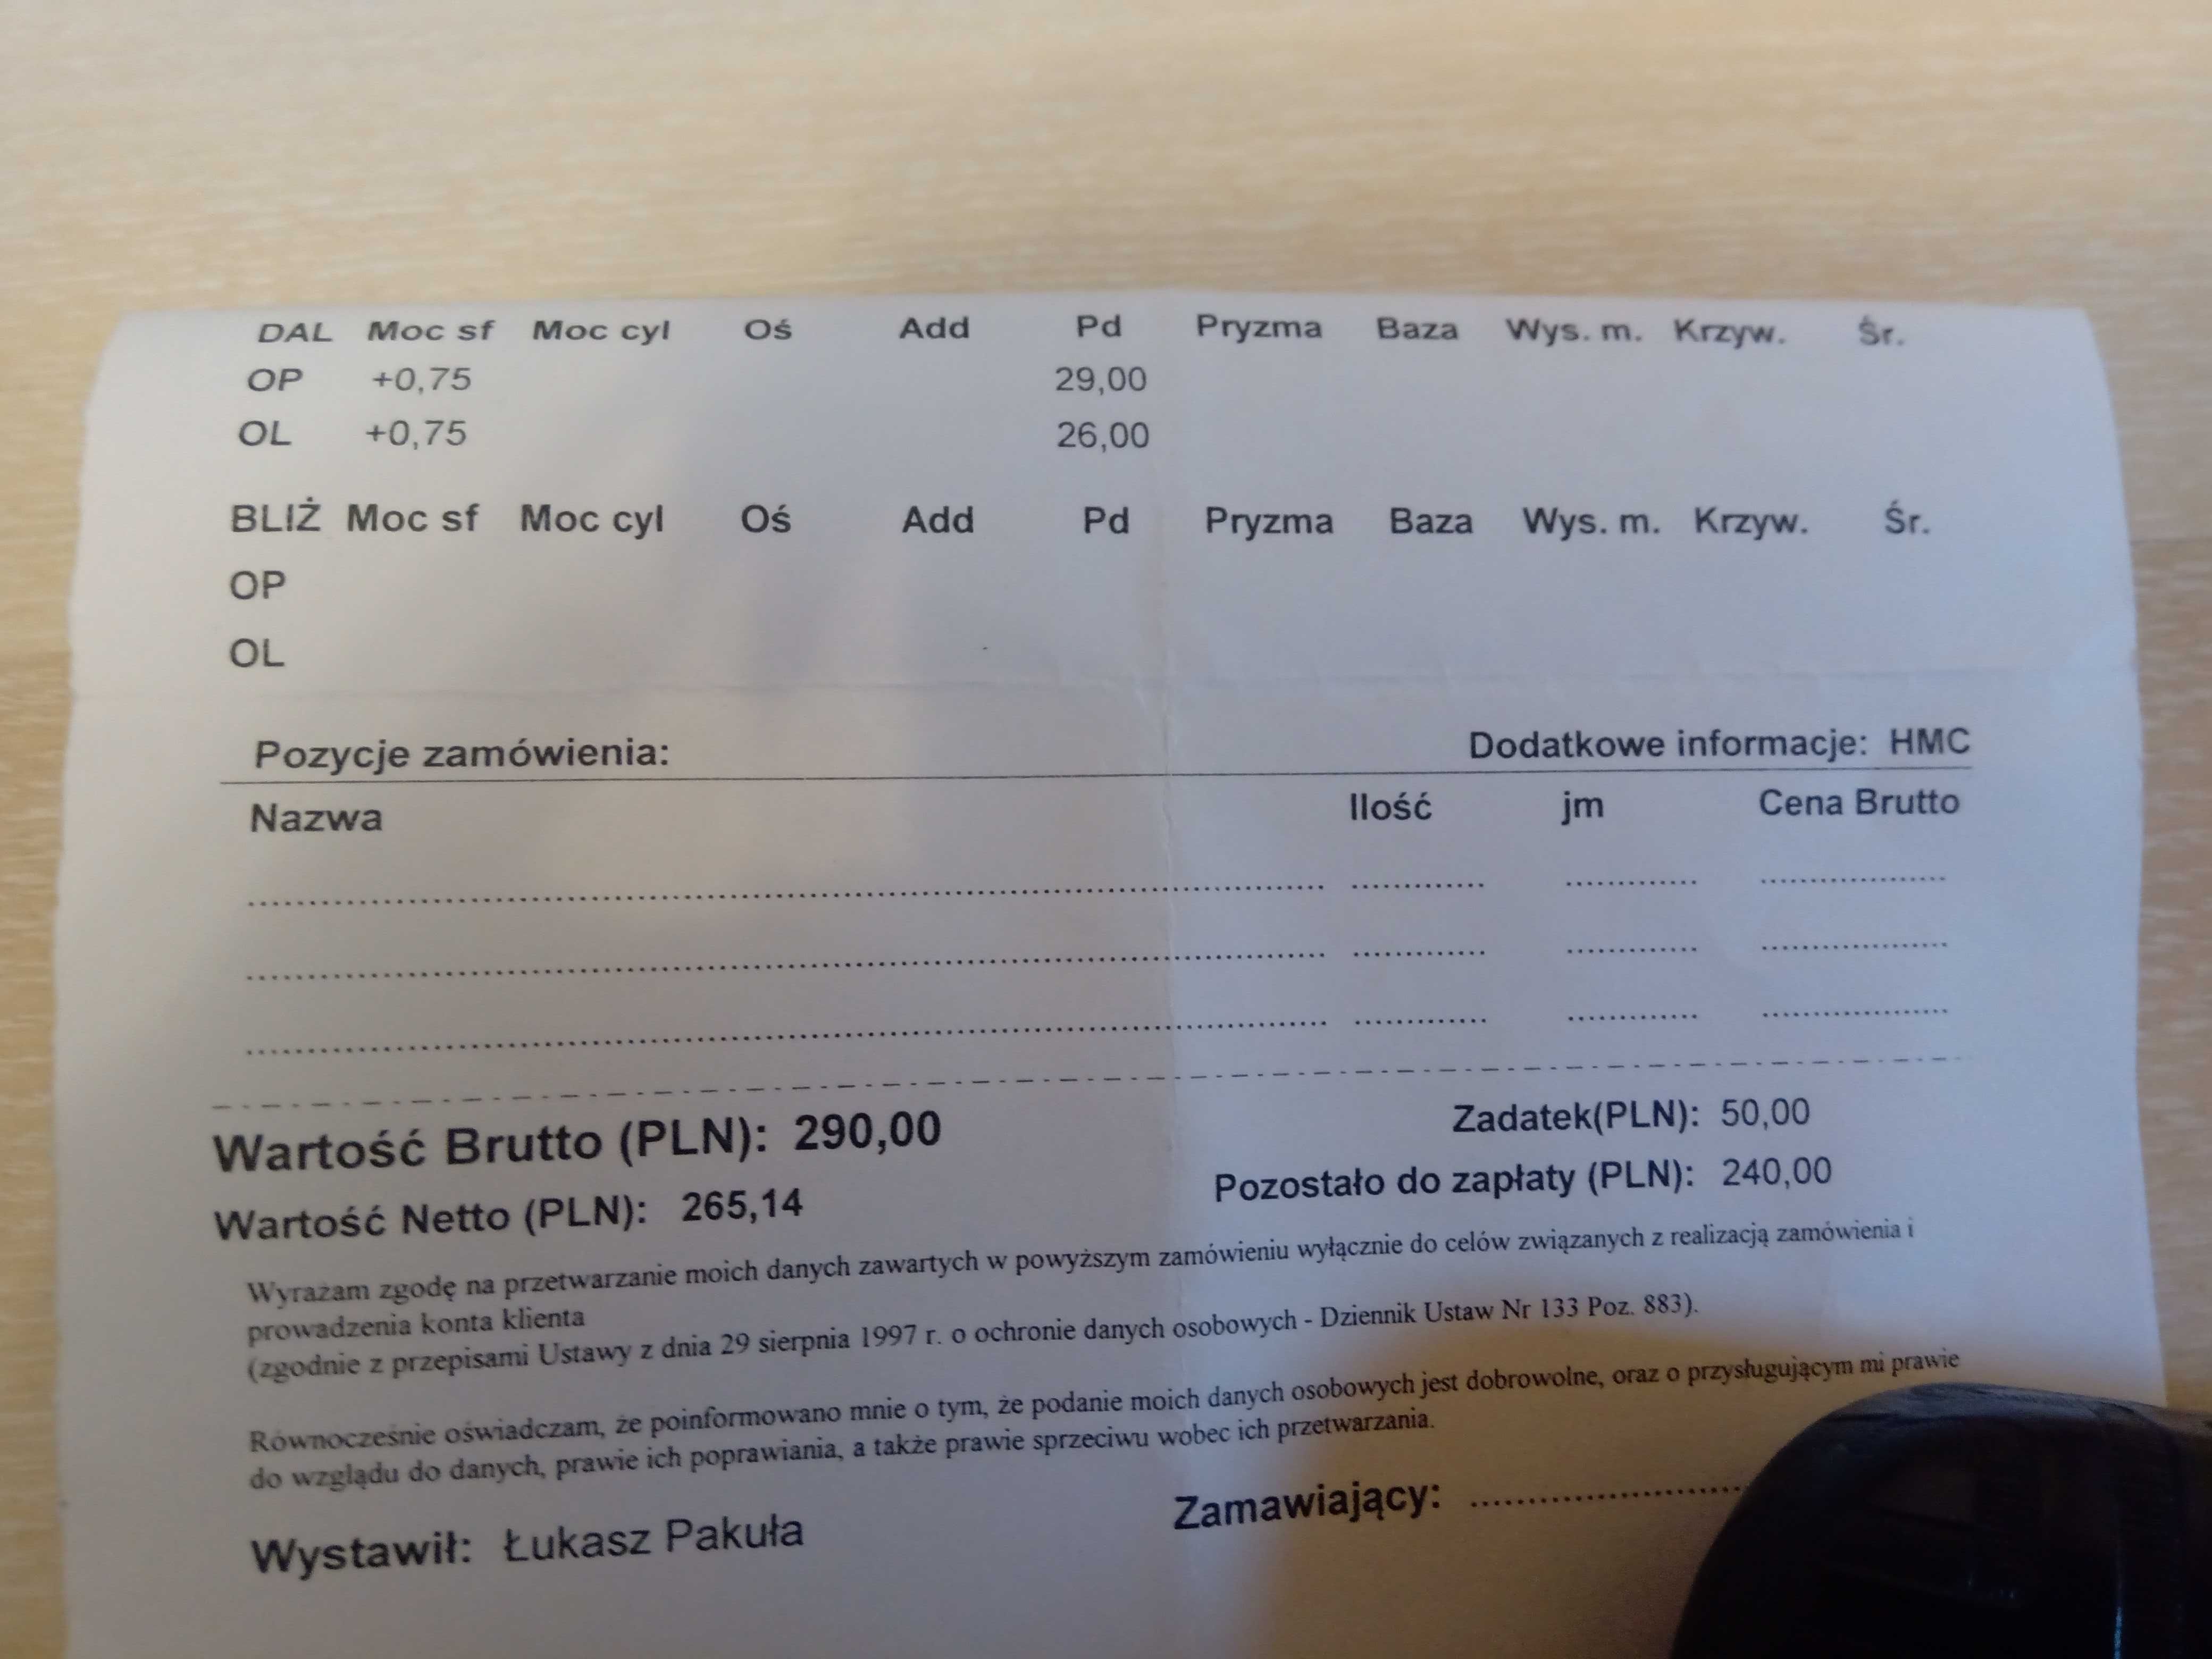 DAL Moc sf Moc cyl Oś Add Pd Pryzma Baza Wys. m. Krzyw. Śr.
OP +0,75 29,00
OL +0,75 26,00
BLIŻ Moc sf Moc cyl Oś Add Pd Pryzma Baza Wys. m. Krzyw. Śr.
OP
OL
Pozycje zamówienia: Dodatkowe informacje: HMC
Nazwa Ilość jm Cena Brutto
Wartość Brutto (PLN): 290,00 Zadatek(PLN): 50,00
Wartość Netto (PLN): 265,14 Pozostało do zapłaty (PLN): 240,00
Wyrażam zgodę na przetwarzanie moich danych zawartych w powyższym zamówieniu wyłącznie do celów związanych z realizacją zamówienia i
prowadzenia konta klienta
(zgodnie z przepisami Ustawy z dnia 29 sierpnia 1997 r. o ochronie danych osobowych - Dziennik Ustaw Nr 133 Poz. 883).
Równocześnie oświadczam, że poinformowano mnie o tym, że podanie moich danych osobowych jest dobrowolne, oraz o przysługującym mi prawie
do wzglądu do danych, prawie ich poprawiania, a także prawie sprzeciwu wobec ich przetwarzania.
Wystawił: Łukasz Pakuła Zamawiający: ........................